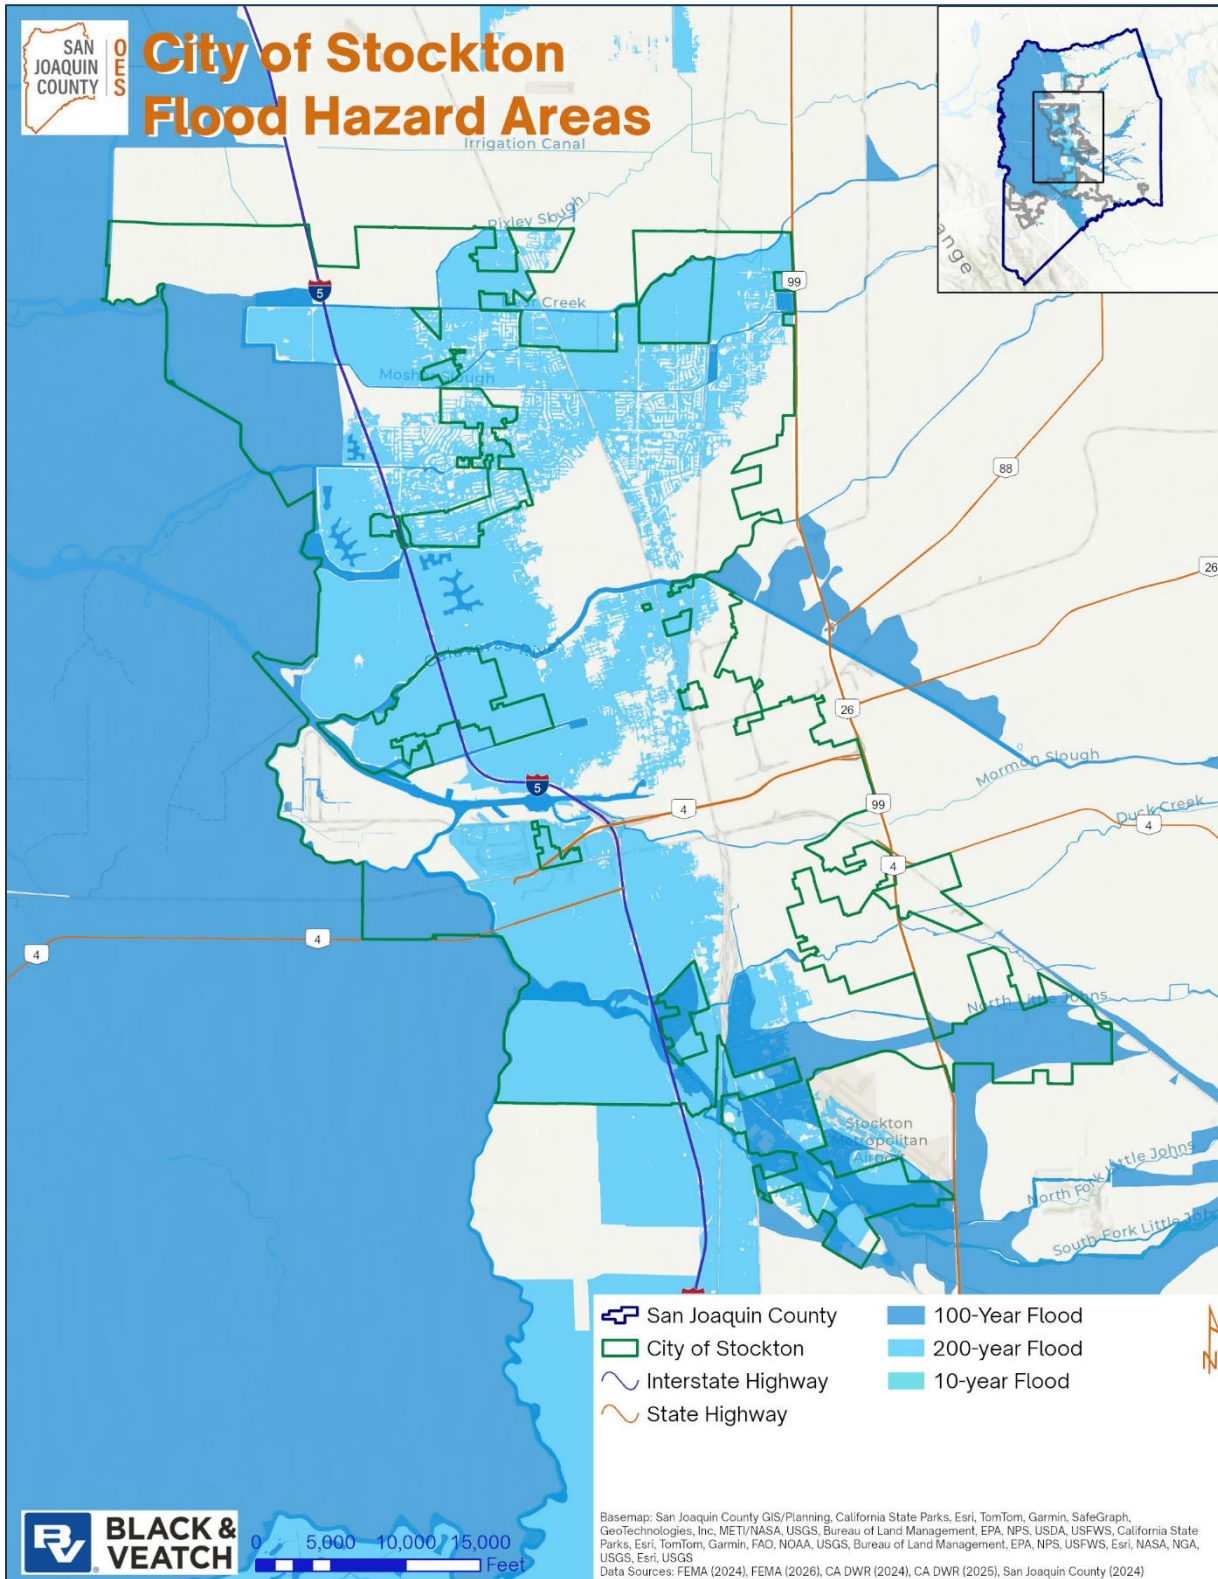 SAN
JOAQUIN
COUNTY
OES
City of Stockton
Flood Hazard Areas
Irrigation Canal
Pixley Slough
ange
5
99
Bear Creek
Mosher Slough
88
26
Calaveras River
26
5
4
99
Mormon Slough
Duck Creek
4
4
4
4
North Little Johns
Stockton
Metropolitan
Airport
North Fork Little Johns
South Fork Little Johns
San Joaquin County
City of Stockton
Interstate Highway
State Highway
100-Year Flood
200-year Flood
10-year Flood
N
BV
BLACK &
VEATCH
0 5,000 10,000 15,000
Feet
Basemap: San Joaquin County GIS/Planning, California State Parks, Esri, TomTom, Garmin, SafeGraph,
GeoTechnologies, Inc, METI/NASA, USGS, Bureau of Land Management, EPA, NPS, USDA, USFWS, California State
Parks, Esri, TomTom, Garmin, FAO, NOAA, USGS, Bureau of Land Management, EPA, NPS, USFWS, Esri, NASA, NGA,
USGS, Esri, USGS
Data Sources: FEMA (2024), FEMA (2026), CA DWR (2024), CA DWR (2025), San Joaquin County (2024)